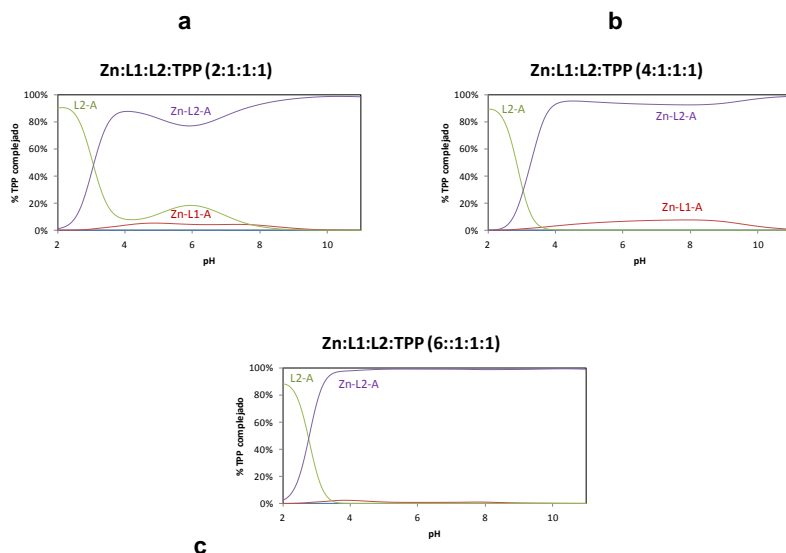 a
b
Zn:L1:L2:TPP (2:1:1:1)
Zn:L1:L2:TPP (4:1:1:1)
100%
80%
60%
40%
20%
0%
% TPP complejado
L2-A
Zn-L2-A
Zn-L1-A
2 4 6 8 10
pH
100%
80%
60%
40%
20%
0%
% TPP complejado
L2-A
Zn-L2-A
Zn-L1-A
2 4 6 8 10
pH
Zn:L1:L2:TPP (6::1:1:1)
100%
80%
60%
40%
20%
0%
% TPP complejado
L2-A
Zn-L2-A
2 4 6 8 10
pH
c